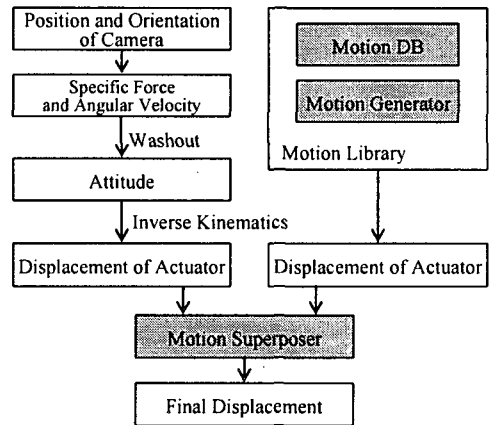 Position and Orientation
of Camera
Specific Force
and Angular Velocity
Washout
Attitude
Inverse Kinematics
Displacement of Actuator
Motion DB
Motion Generator
Motion Library
Displacement of Actuator
Motion Superposer
Final Displacement